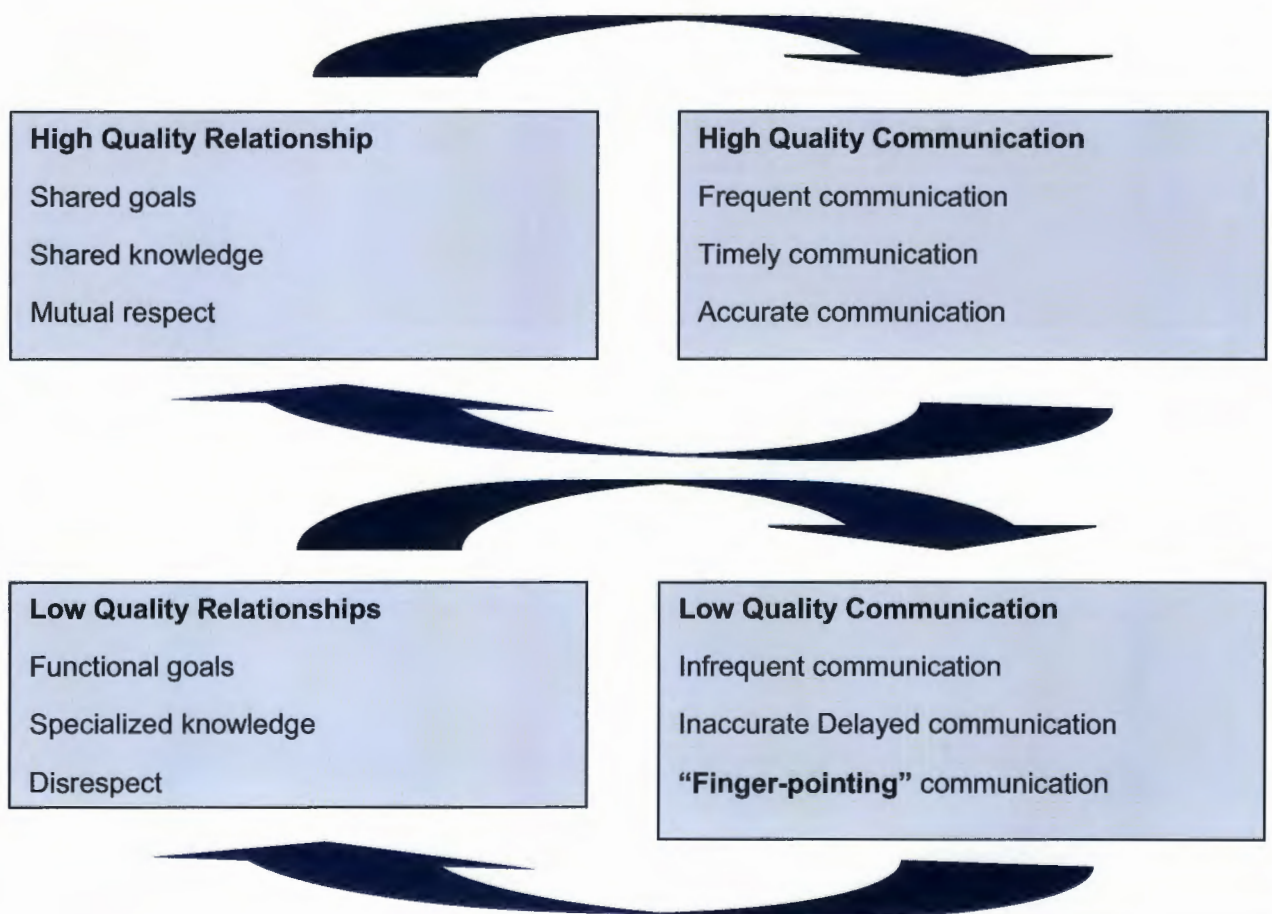 High Quality Relationship
Shared goals
Shared knowledge
Mutual respect
High Quality Communication
Frequent communication
Timely communication
Accurate communication
Low Quality Relationships
Functional goals
Specialized knowledge
Disrespect
Low Quality Communication
Infrequent communication
Inaccurate Delayed communication
“Finger-pointing” communication